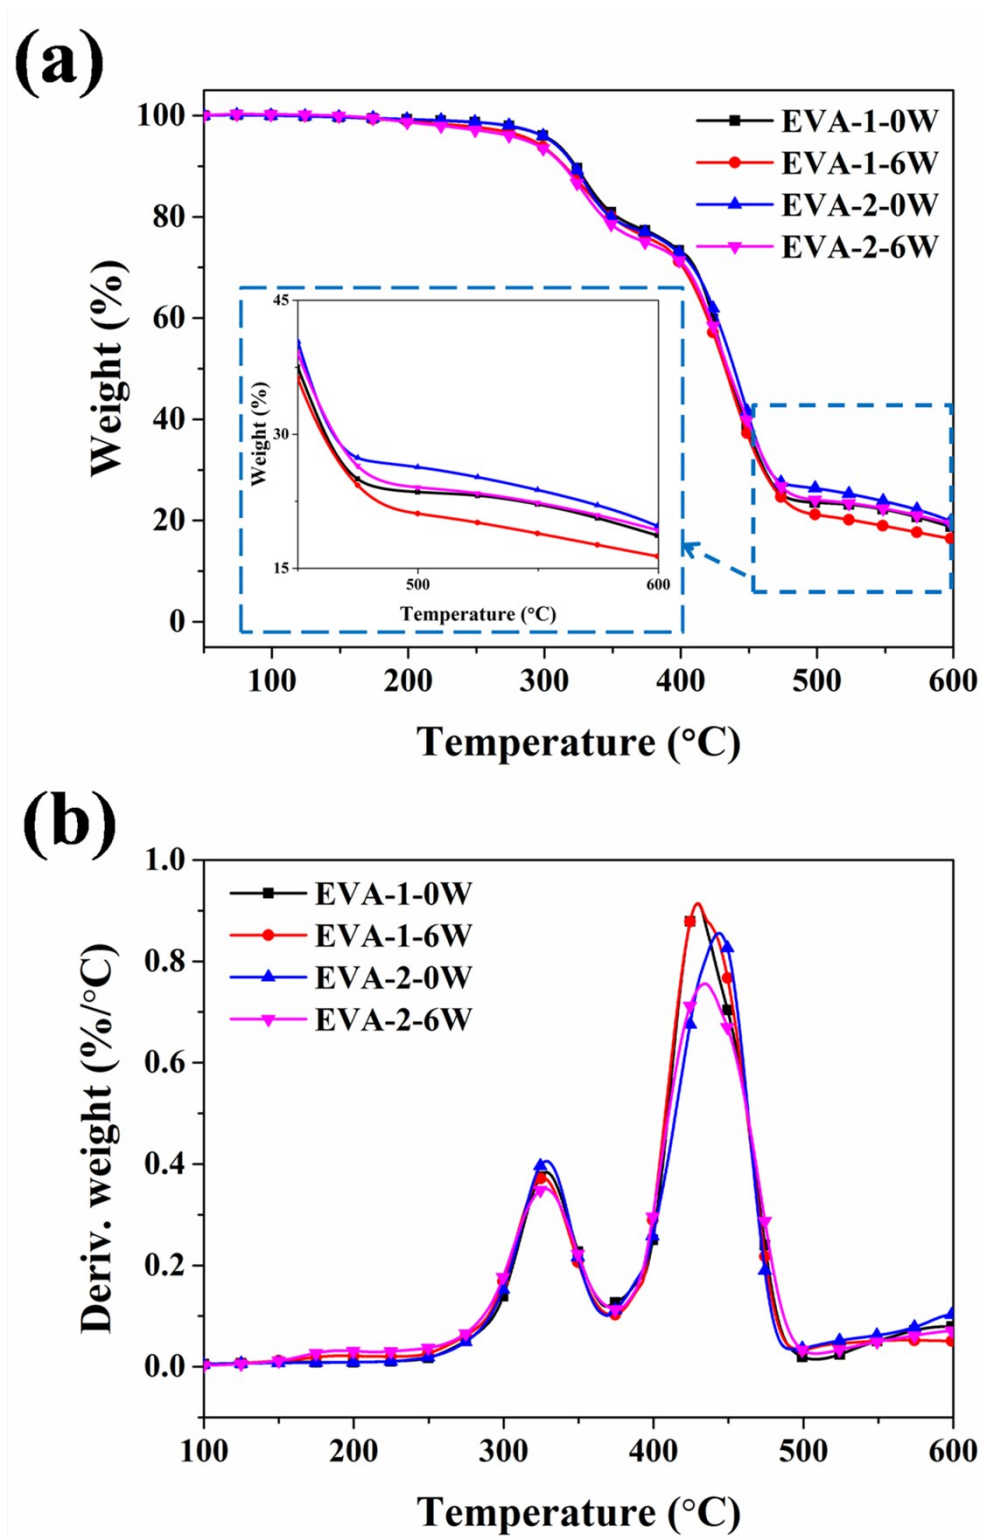 (a)
100
80
60
40
20
0
Weight (%)
EVA-1-0W
EVA-1-6W
EVA-2-0W
EVA-2-6W
45
30
15
Weight (%)
500
600
Temperature (°C)
100
200
300
400
500
600
Temperature (°C)
(b)
1.0
0.8
0.6
0.4
0.2
0.0
Deriv. weight (%/°C)
EVA-1-0W
EVA-1-6W
EVA-2-0W
EVA-2-6W
100
200
300
400
500
600
Temperature (°C)